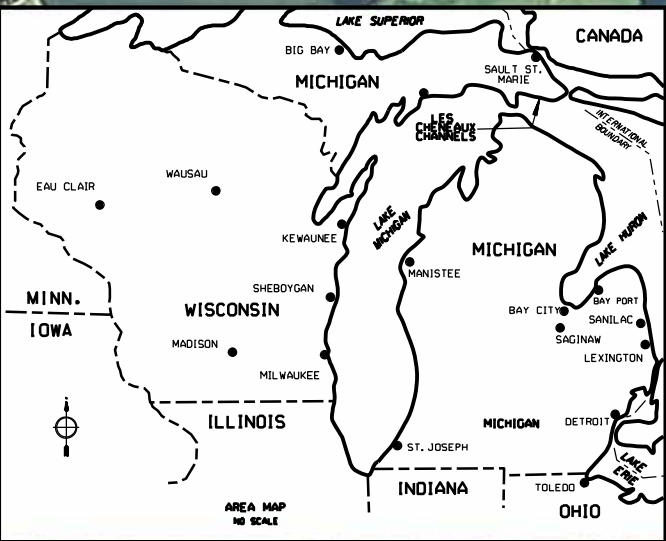 LAKE SUPERIOR
CANADA
BIG BAY
SAULT ST.
MARIE
MICHIGAN
LES
CHENEAUX
CHANNELS
INTERNATIONAL
BOUNDARY
WAUSAU
EAU CLAIR
LAKE
MICHIGAN
KEWAUNEE
MICHIGAN
LAKE HURON
MANISTEE
SHEBOYGAN
MINN.
WISCONSIN
BAY PORT
BAY CITY
SANILAC
IOWA
SAGINAW
MADISON
LEXINGTON
MILWAUKEE
ILLINOIS
MICHIGAN
DETROIT
ST. JOSEPH
LAKE
ERIE
INDIANA
TOLEDO
OHIO
AREA MAP
NO SCALE
N